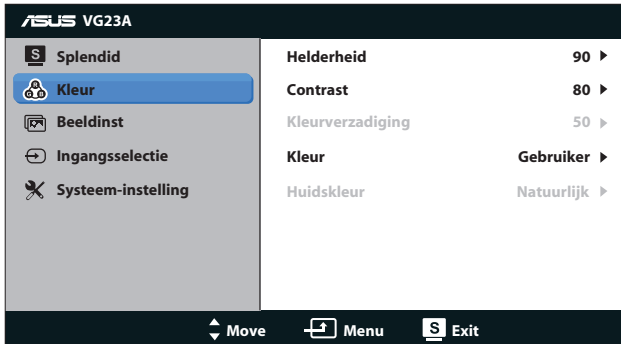 ASUS VG23A
S Splendid
Kleur
Beeldinst
Ingangsselectie
Systeem-instelling
Helderheid 90
Contrast 80
Kleurverzadiging 50
Kleur Gebruiker
Huidskleur Natuurlijk
Move Menu S Exit